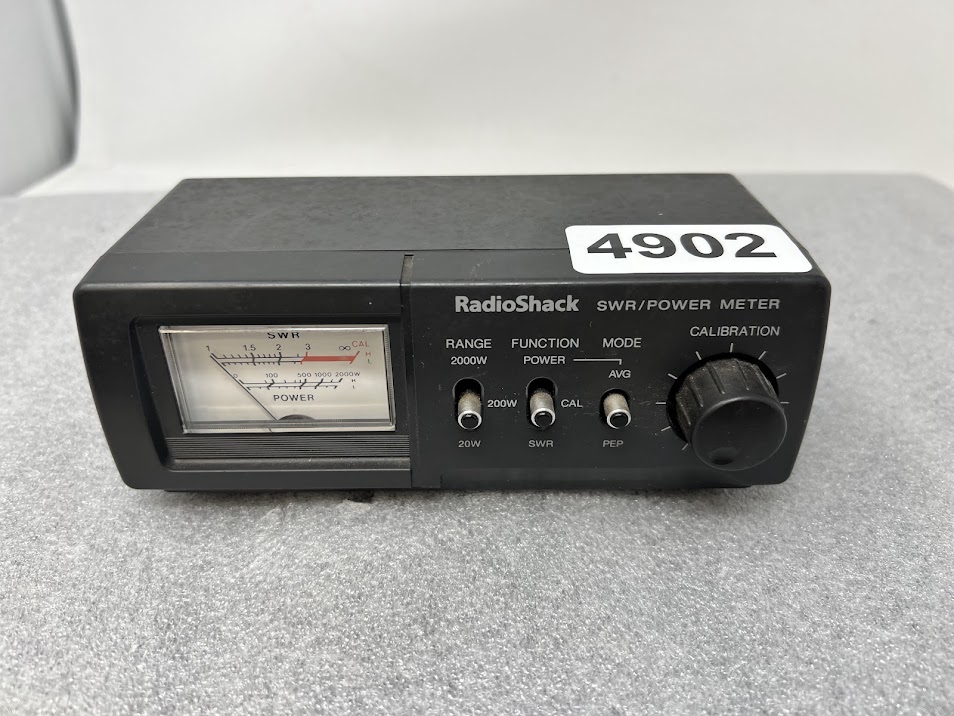 4902
RadioShack SWR/POWER METER
CALIBRATION
RANGE FUNCTION MODE
2000W POWER
AVG
200W CAL
20W SWR PEP
SWR
1 1.5 2 3 ∞ CAL
H
L
0 100 500 1000 2000W H
L
POWER